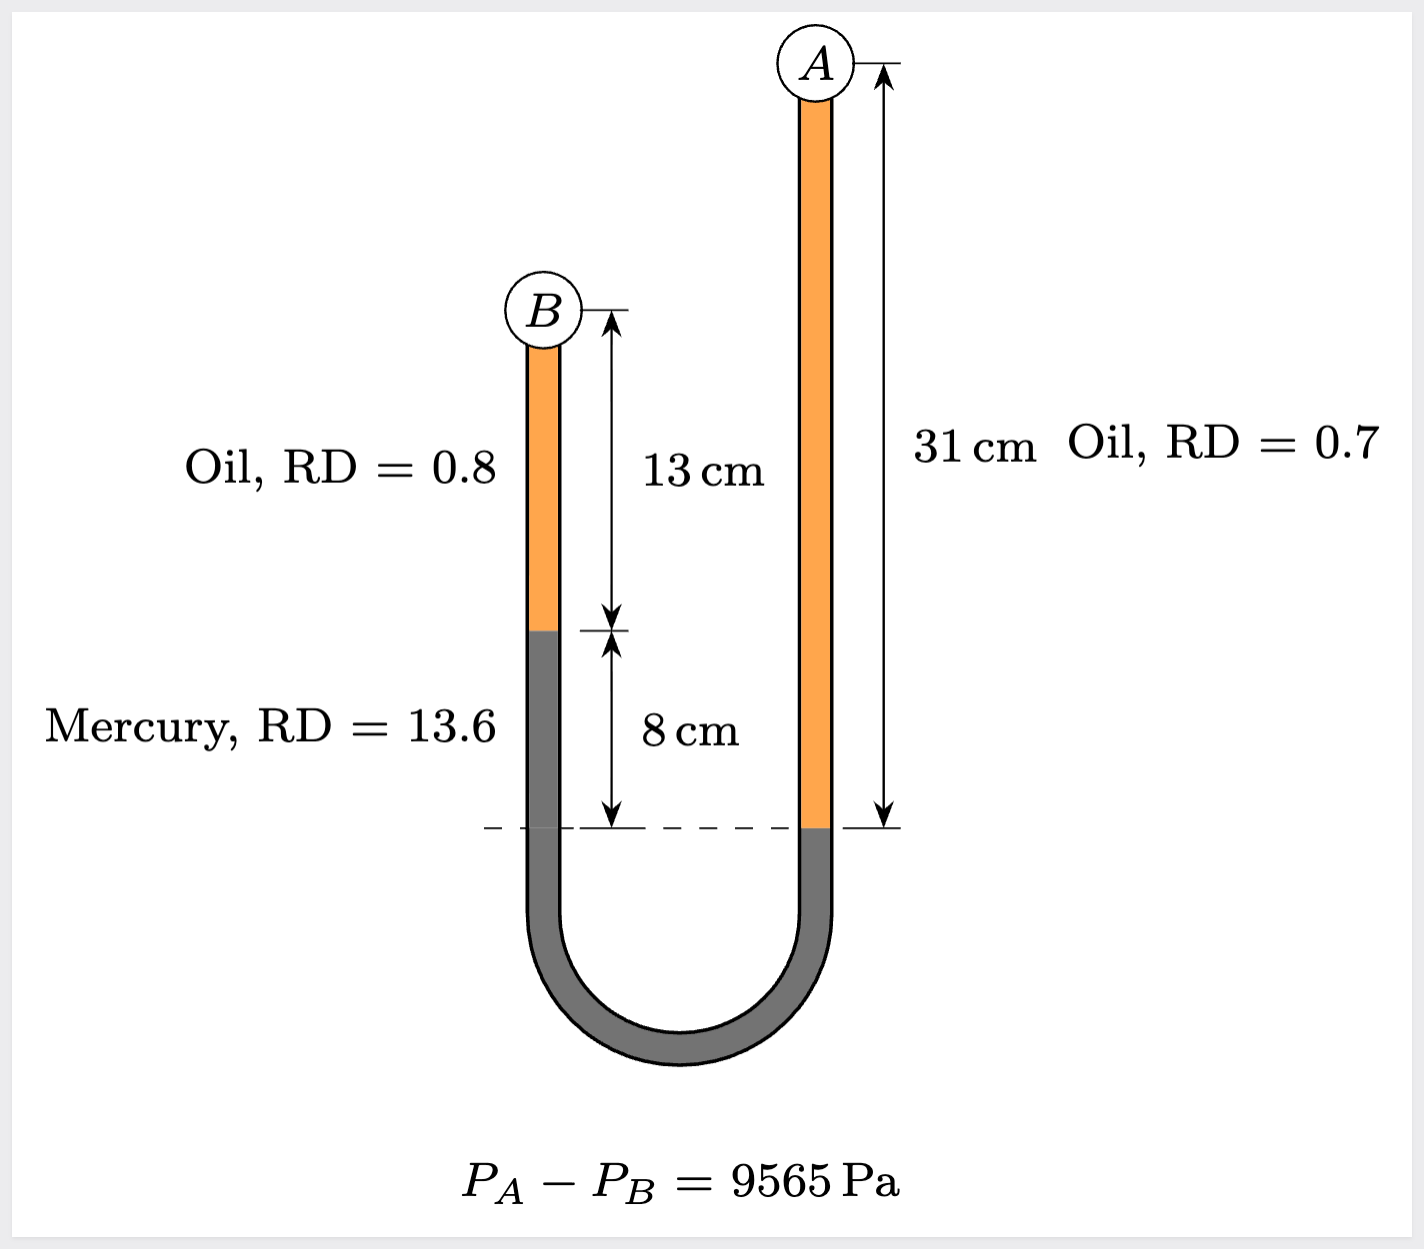 A
B
Oil, RD = 0.8
13 cm
31 cm
Oil, RD = 0.7
Mercury, RD = 13.6
8 cm
P_A − P_B = 9565 Pa